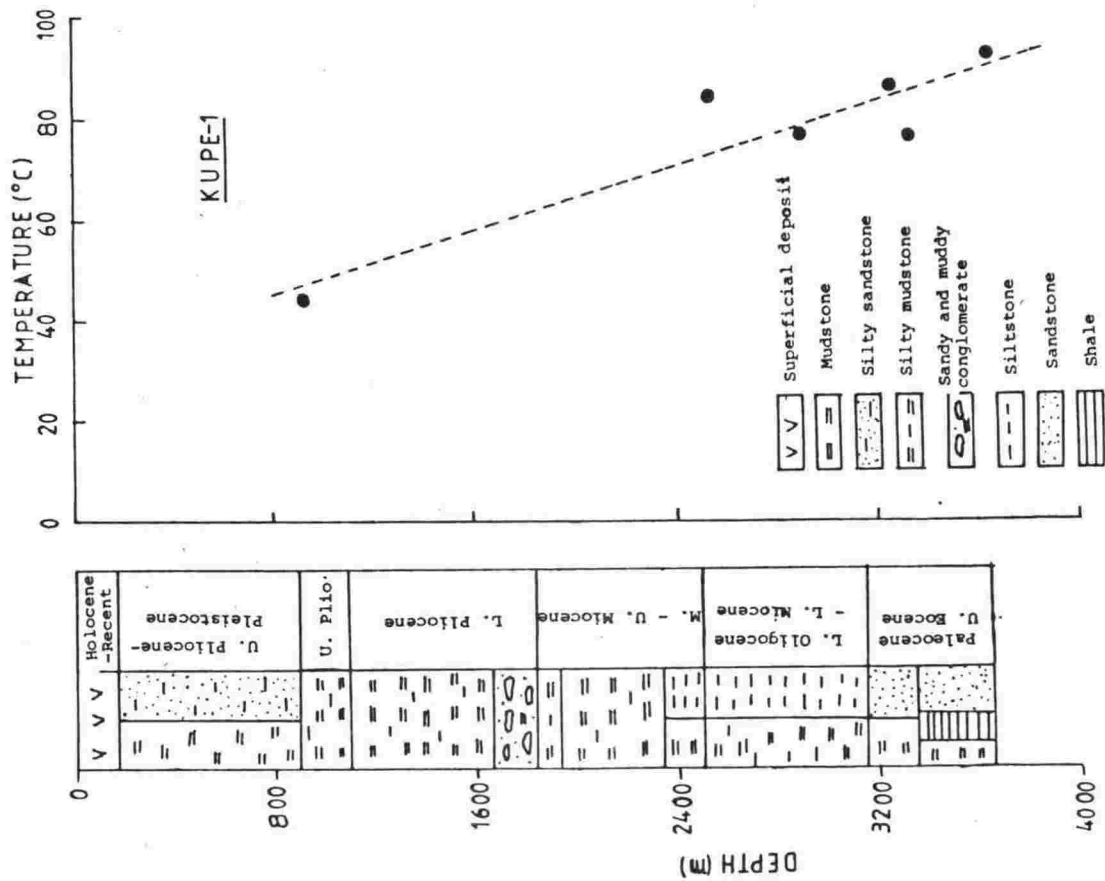 TEMPERATURE (°C)
0
20
40
60
80
100
KUPE-1
Superficial deposit
Mudstone
Silty sandstone
Silty mudstone
Sandy and muddy
conglomerate
Siltstone
Sandstone
Shale
Holocene
-Recent
U. Pliocene-
Pleistocene
U. Plio.
L. Pliocene
M. - U. Miocene
L. Oligocene
- L. Miocene
Paleocene
U. Eocene
0
800
1600
2400
3200
4000
DEPTH (m)